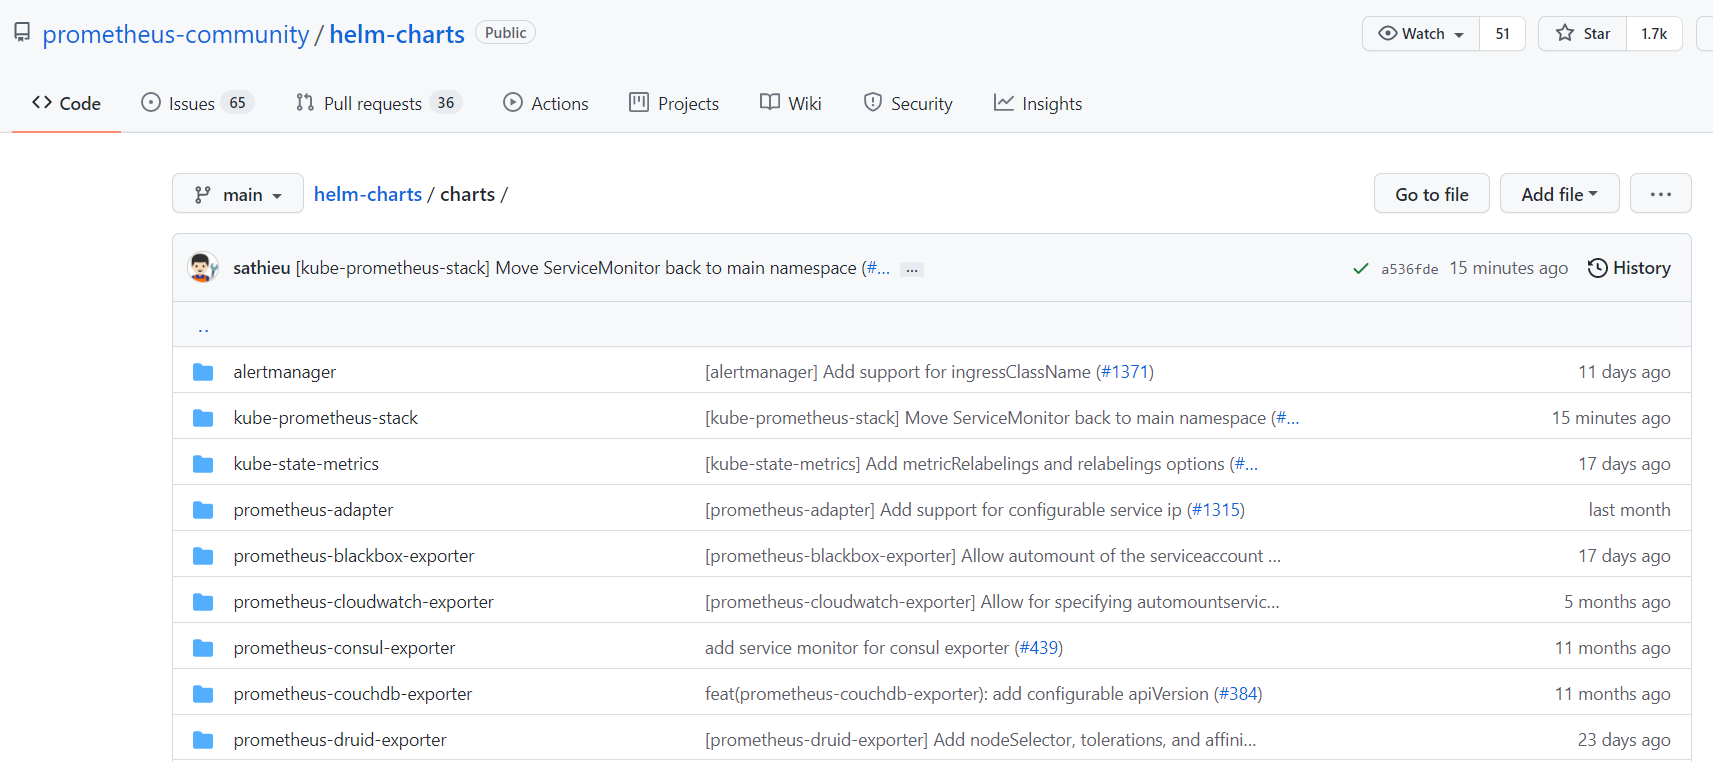 prometheus-community / helm-charts Public Watch 51 Star 1.7k
Code Issues 65 Pull requests 36 Actions Projects Wiki Security Insights
main helm-charts / charts / Go to file Add file ...
sathieu [kube-prometheus-stack] Move ServiceMonitor back to main namespace (#... ... a536fde 15 minutes ago History
..
alertmanager [alertmanager] Add support for ingressClassName (#1371) 11 days ago
kube-prometheus-stack [kube-prometheus-stack] Move ServiceMonitor back to main namespace (#... 15 minutes ago
kube-state-metrics [kube-state-metrics] Add metricRelabelings and relabelings options (#... 17 days ago
prometheus-adapter [prometheus-adapter] Add support for configurable service ip (#1315) last month
prometheus-blackbox-exporter [prometheus-blackbox-exporter] Allow automount of the serviceaccount ... 17 days ago
prometheus-cloudwatch-exporter [prometheus-cloudwatch-exporter] Allow for specifying automountservic... 5 months ago
prometheus-consul-exporter add service monitor for consul exporter (#439) 11 months ago
prometheus-couchdb-exporter feat(prometheus-couchdb-exporter): add configurable apiVersion (#384) 11 months ago
prometheus-druid-exporter [prometheus-druid-exporter] Add nodeSelector, tolerations, and affini... 23 days ago